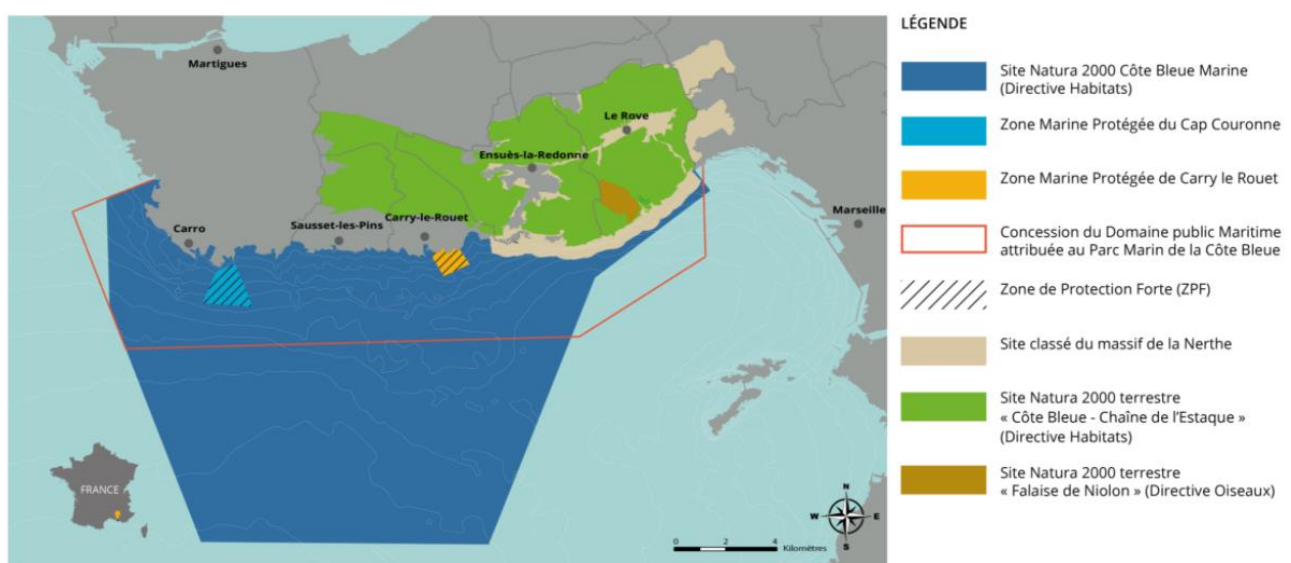 Martigues
Le Rove
Ensuès-la-Redonne
Carry-le-Rouet
Sausset-les-Pins
Carro
Marseille
FRANCE
N
W
E
S
0 2 4 Kilomètres
LÉGENDE
Site Natura 2000 Côte Bleue Marine
(Directive Habitats)
Zone Marine Protégée du Cap Couronne
Zone Marine Protégée de Carry le Rouet
Concession du Domaine public Maritime
attribuée au Parc Marin de la Côte Bleue
Zone de Protection Forte (ZPF)
Site classé du massif de la Nerthe
Site Natura 2000 terrestre
« Côte Bleue - Chaîne de l’Estaque »
(Directive Habitats)
Site Natura 2000 terrestre
« Falaise de Niolon » (Directive Oiseaux)